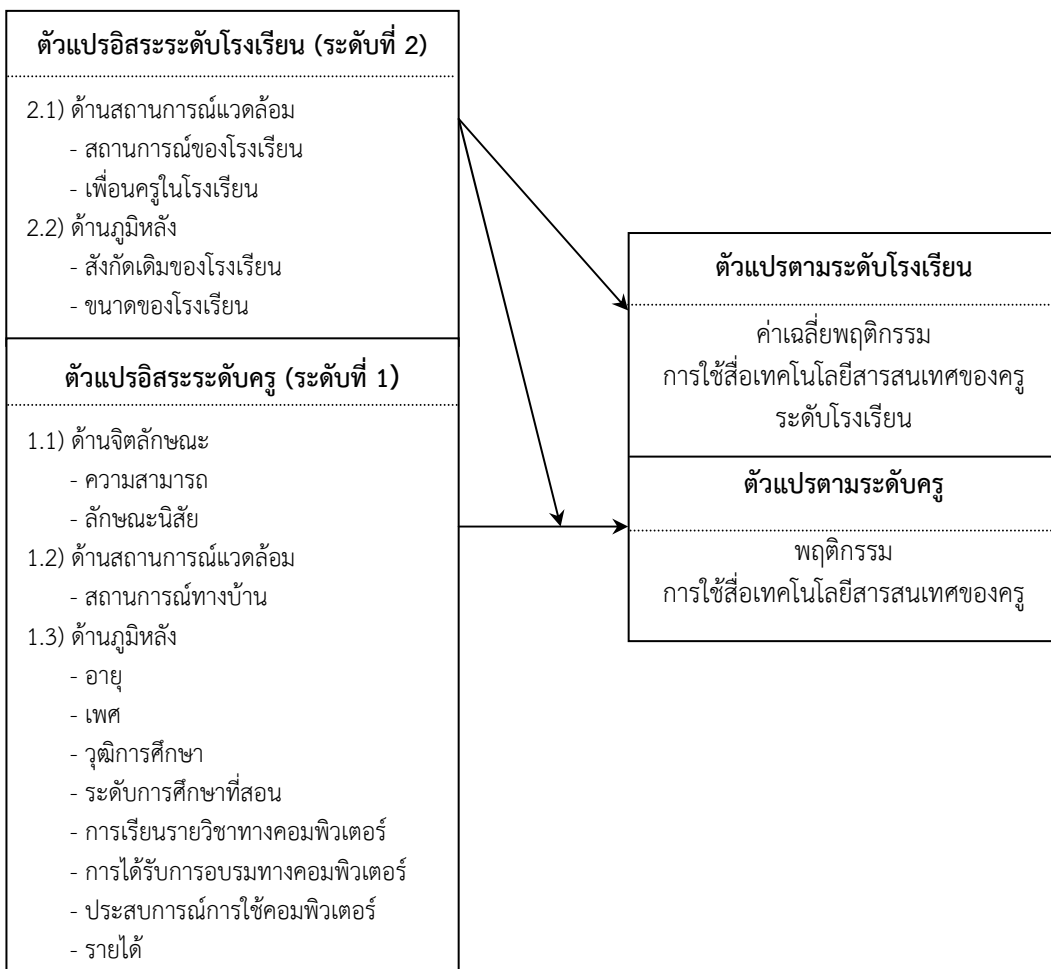 ตัวแปรอิสระระดับโรงเรียน (ระดับที่ 2)
2.1) ด้านสถานการณ์แวดล้อม
- สถานการณ์ของโรงเรียน
- เพื่อนครูในโรงเรียน
2.2) ด้านภูมิหลัง
- สังกัดเดิมของโรงเรียน
- ขนาดของโรงเรียน
ตัวแปรอิสระระดับครู (ระดับที่ 1)
1.1) ด้านจิตลักษณะ
- ความสามารถ
- ลักษณะนิสัย
1.2) ด้านสถานการณ์แวดล้อม
- สถานการณ์ทางบ้าน
1.3) ด้านภูมิหลัง
- อายุ
- เพศ
- วุฒิการศึกษา
- ระดับการศึกษาที่สอน
- การเรียนรายวิชาทางคอมพิวเตอร์
- การได้รับการอบรมทางคอมพิวเตอร์
- ประสบการณ์การใช้คอมพิวเตอร์
- รายได้
ตัวแปรตามระดับโรงเรียน
ค่าเฉลี่ยพฤติกรรม
การใช้สื่อเทคโนโลยีสารสนเทศของครู
ระดับโรงเรียน
ตัวแปรตามระดับครู
พฤติกรรม
การใช้สื่อเทคโนโลยีสารสนเทศของครู